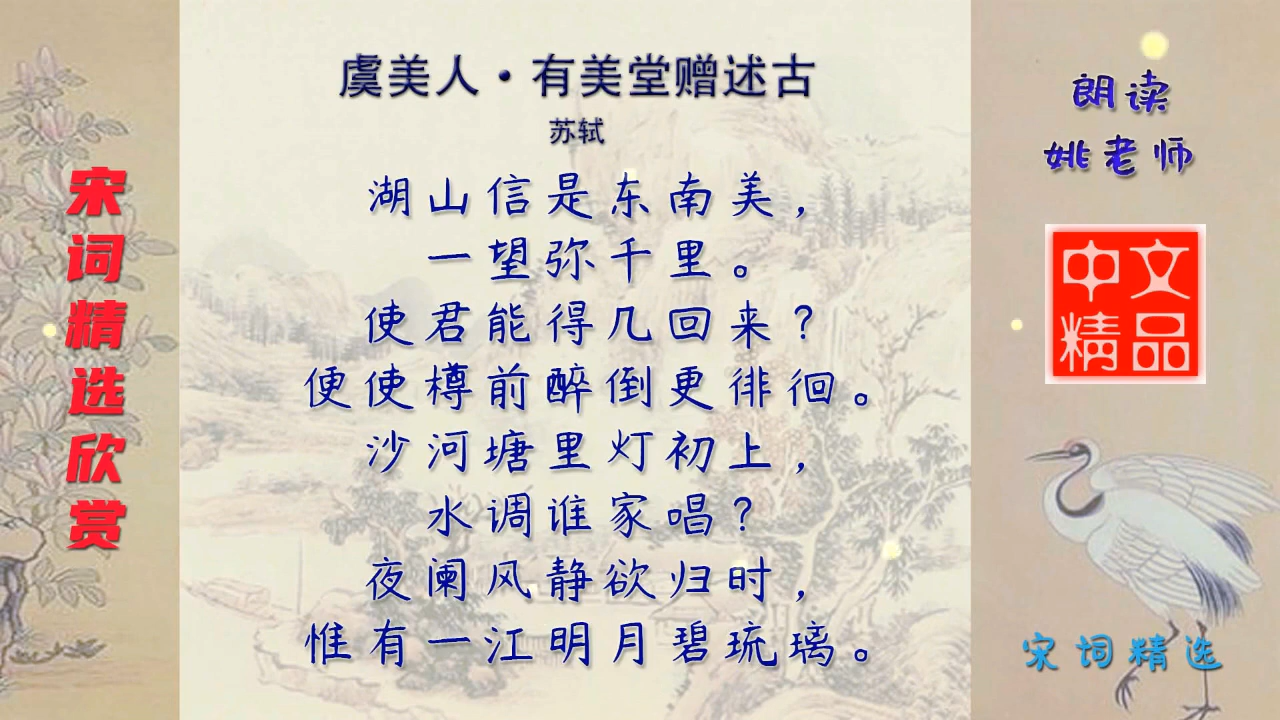 虞美人·有美堂赠述古
苏轼
湖山信是东南美，
一望弥千里。
使君能得几回来？
便使樽前醉倒更徘徊。
沙河塘里灯初上，
水调谁家唱？
夜阑风静欲归时，
惟有一江明月碧琉璃。
宋词精选欣赏
朗读
姚老师
中文
精品
宋词精选